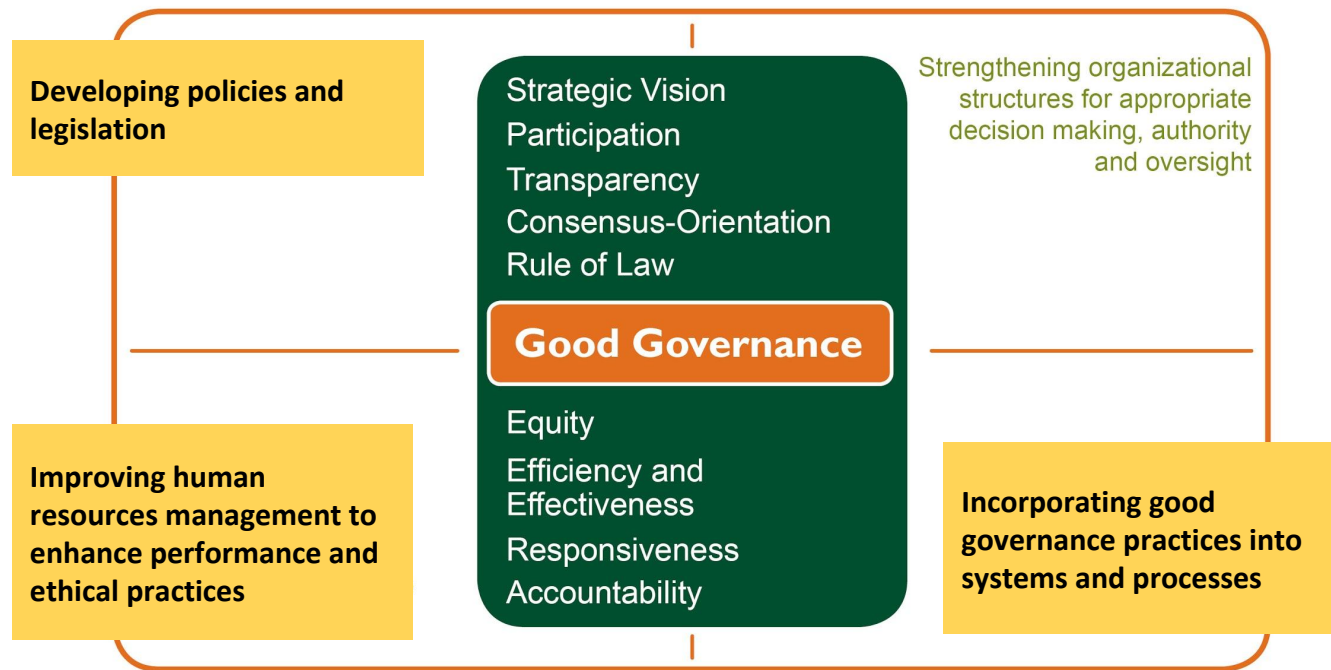 Developing policies and
legislation
Strategic Vision
Participation
Transparency
Consensus-Orientation
Rule of Law
Strengthening organizational
structures for appropriate
decision making, authority
and oversight
Good Governance
Improving human
resources management to
enhance performance and
ethical practices
Equity
Efficiency and
Effectiveness
Responsiveness
Accountability
Incorporating good
governance practices into
systems and processes